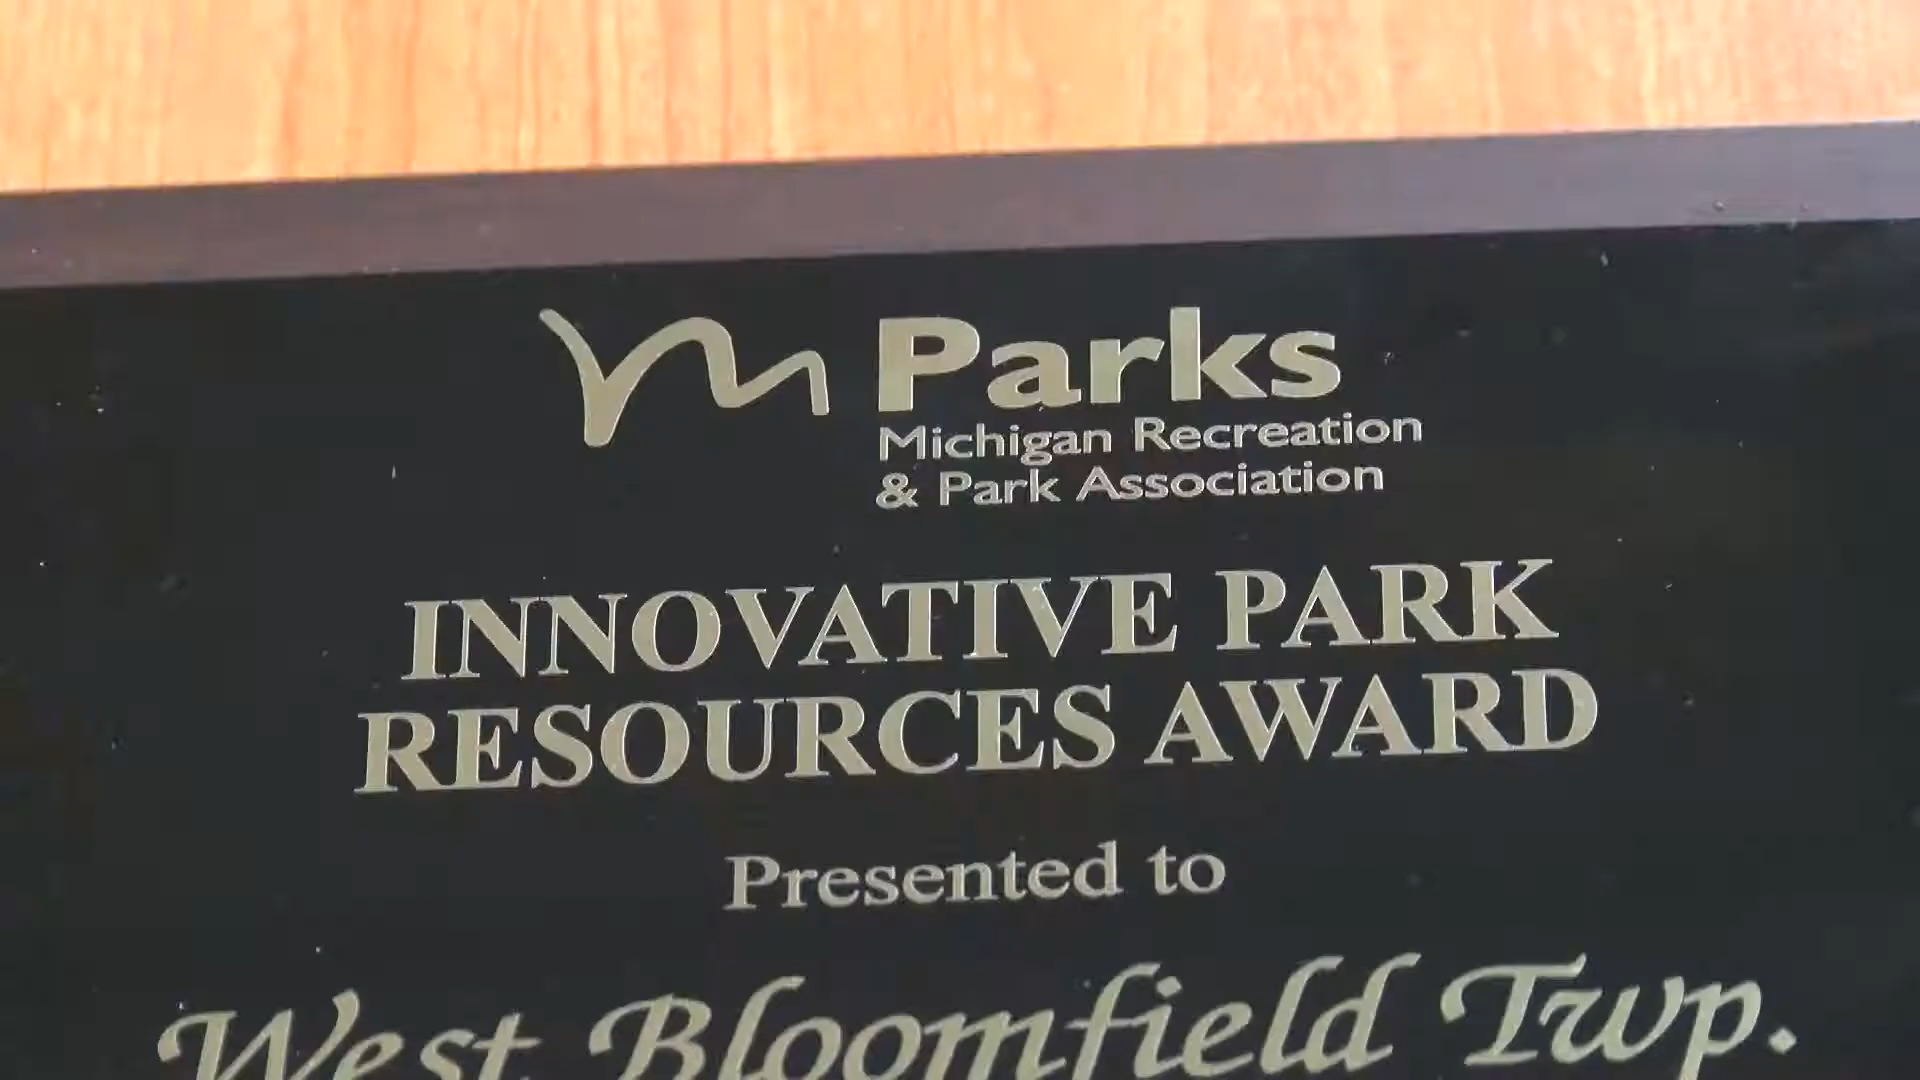 m Parks
Michigan Recreation
& Park Association
INNOVATIVE PARK
RESOURCES AWARD
Presented to
West Bloomfield Twp.